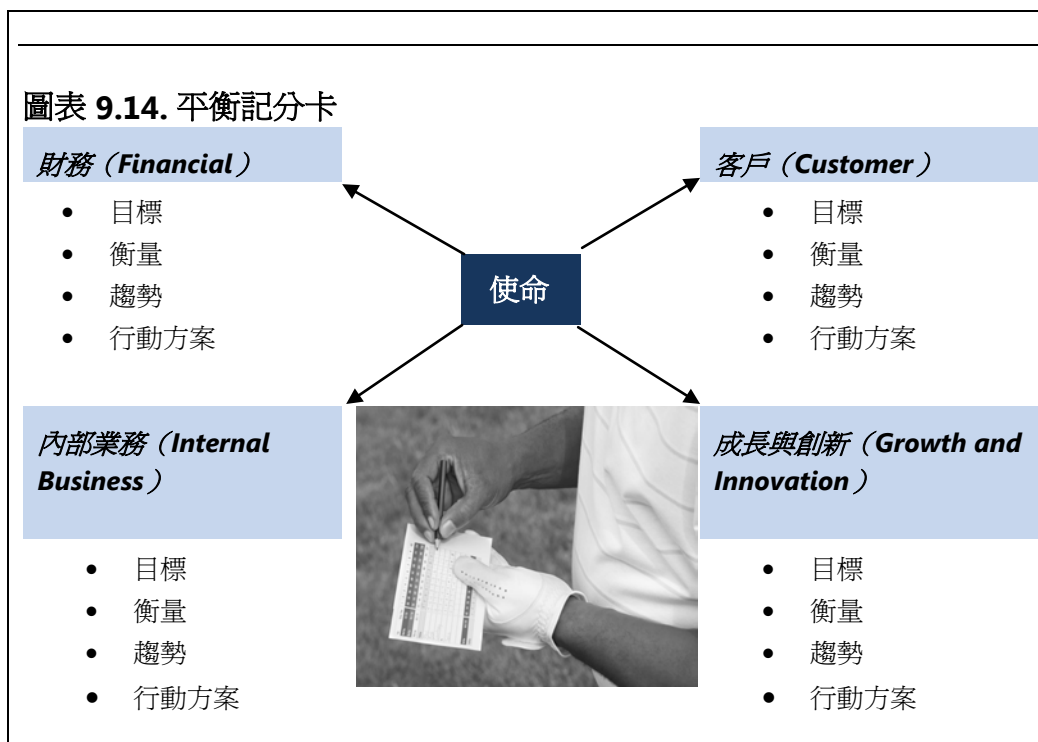 圖表 9.14. 平衡記分卡
財務（Financial）
• 目標
• 衡量
• 趨勢
• 行動方案
客戶（Customer）
• 目標
• 衡量
• 趨勢
• 行動方案
使命
內部業務（Internal
Business）
• 目標
• 衡量
• 趨勢
• 行動方案
成長與創新（Growth and
Innovation）
• 目標
• 衡量
• 趨勢
• 行動方案